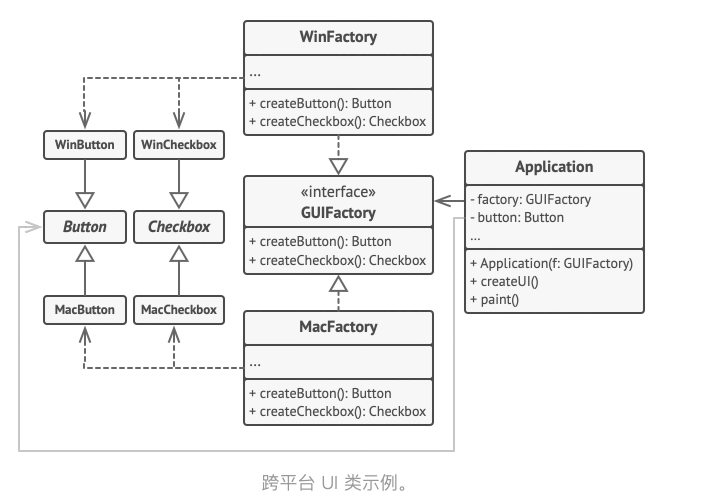 WinFactory
...
+ createButton(): Button
+ createCheckbox(): Checkbox
WinButton
WinCheckbox
Button
Checkbox
MacButton
MacCheckbox
«interface»
GUIFactory
+ createButton(): Button
+ createCheckbox(): Checkbox
Application
- factory: GUIFactory
- button: Button
...
+ Application(f: GUIFactory)
+ createUI()
+ paint()
MacFactory
...
+ createButton(): Button
+ createCheckbox(): Checkbox
跨平台 UI 类示例。